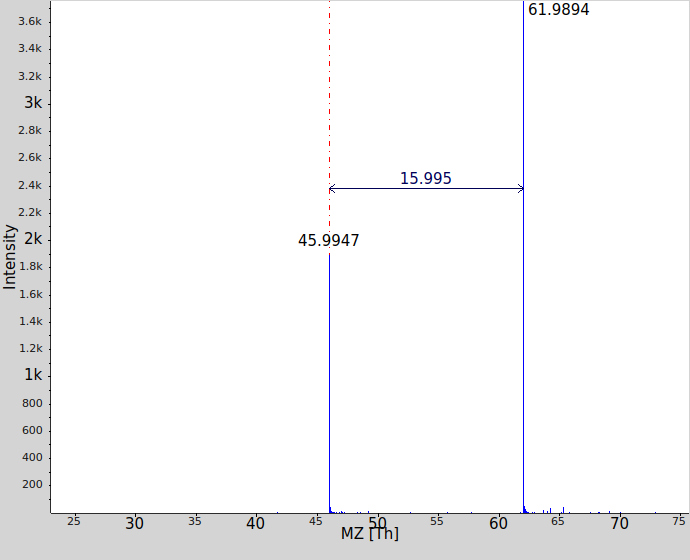 61.9894
15.995
45.9947
Intensity
3.6k
3.4k
3.2k
3k
2.8k
2.6k
2.4k
2.2k
2k
1.8k
1.6k
1.4k
1.2k
1k
800
600
400
200
25 30 35 40 45 50 55 60 65 70 75
MZ [Th]